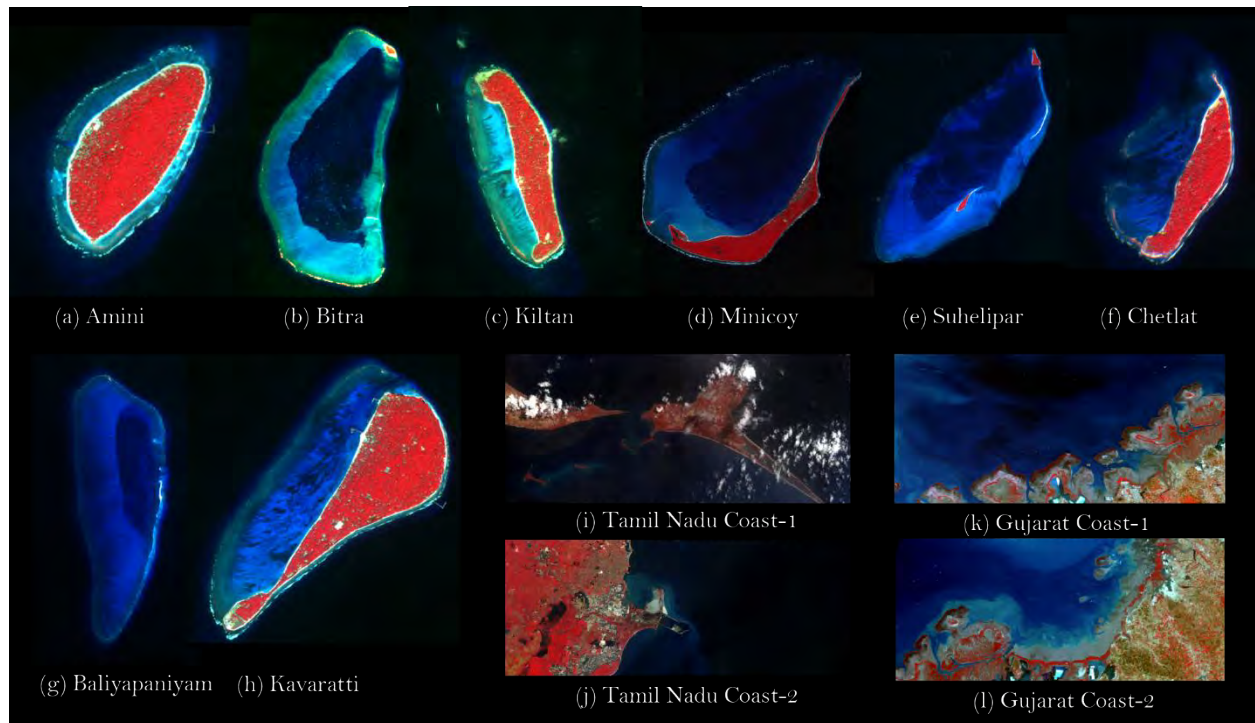 (a) Amini
(b) Bitra
(c) Kiltan
(d) Minicoy
(e) Suhelipar
(f) Chetlat
(g) Baliyapaniyam
(h) Kavaratti
(i) Tamil Nadu Coast-1
(k) Gujarat Coast-1
(j) Tamil Nadu Coast-2
(l) Gujarat Coast-2